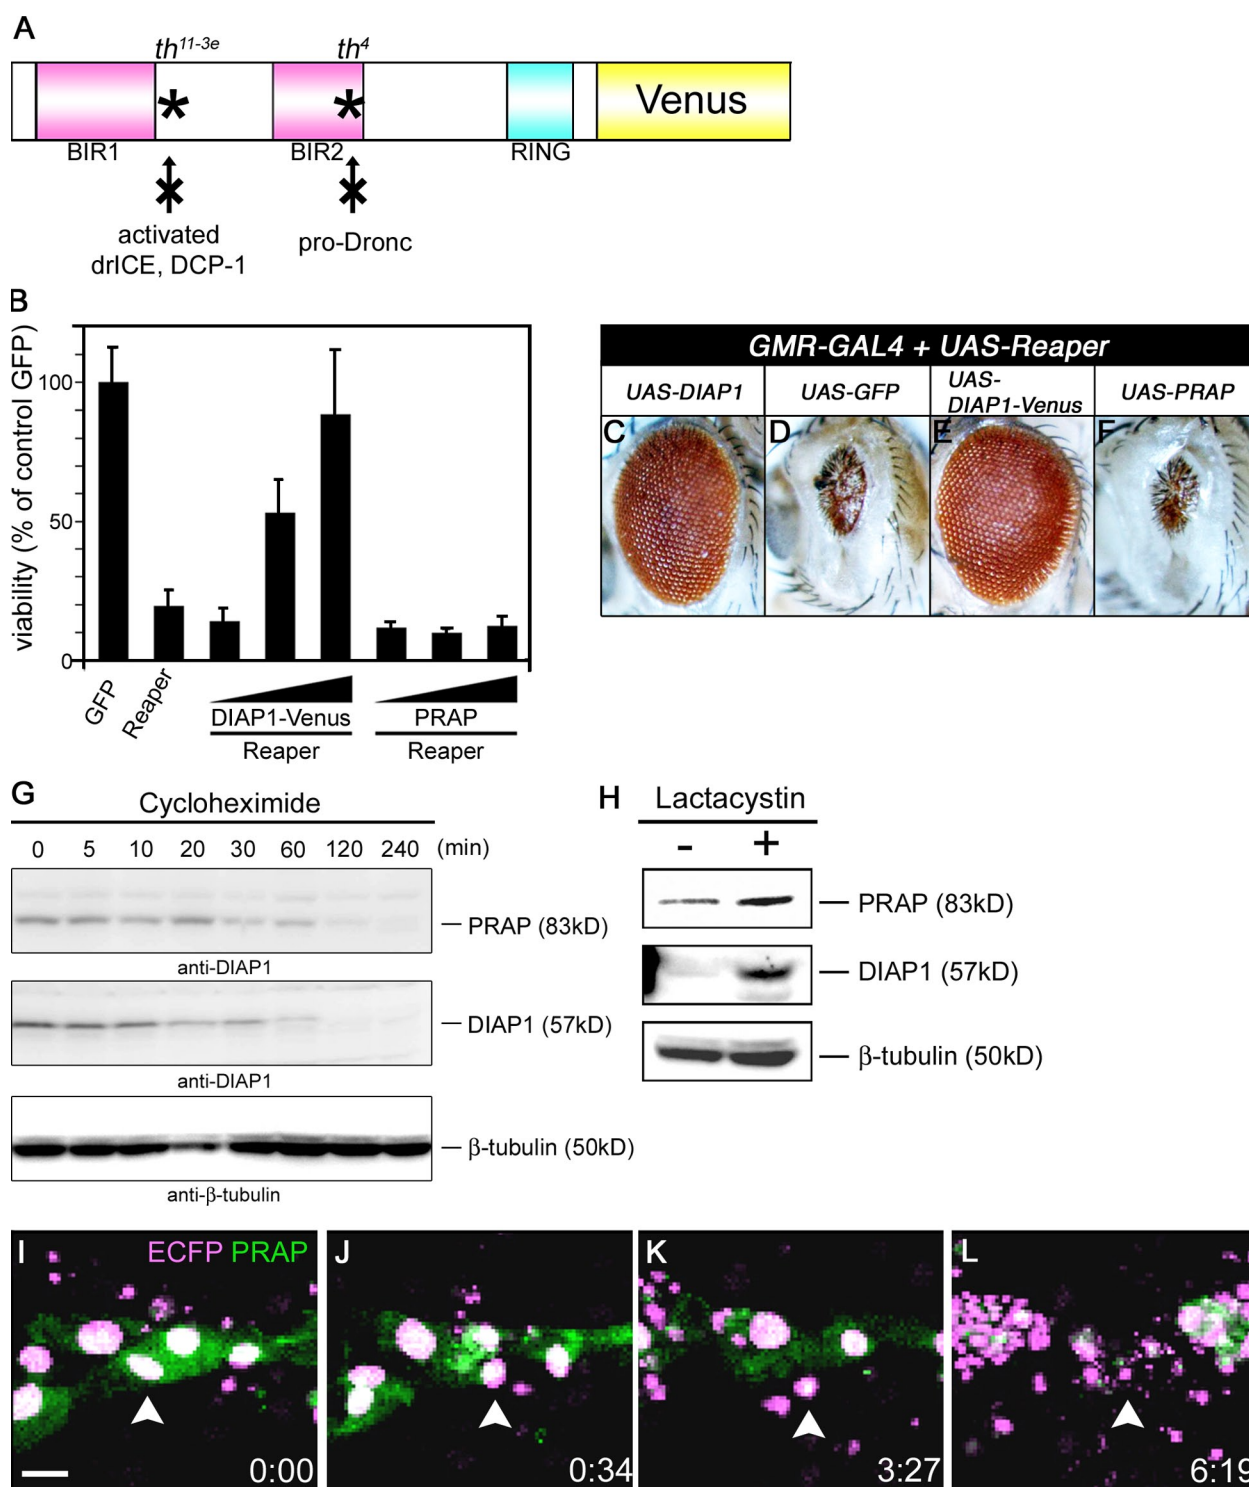 A
th11-3e th4
Venus
BIR1 BIR2 RING
activated
drICE, DCP-1
pro-Dronc
B
viability (% of control GFP)
100
50
0
GFP
Reaper
DIAP1-Venus
Reaper
PRAP
Reaper
GMR-GAL4 + UAS-Reaper
UAS-DIAP1
UAS-GFP
UAS-
DIAP1-Venus
UAS-PRAP
C D E F
G
Cycloheximide
0 5 10 20 30 60 120 240 (min)
PRAP (83kD)
anti-DIAP1
DIAP1 (57kD)
anti-DIAP1
β-tubulin (50kD)
anti-β-tubulin
H
Lactacystin
- +
PRAP (83kD)
DIAP1 (57kD)
β-tubulin (50kD)
I ECFP PRAP
0:00
J
0:34
K
3:27
L
6:19